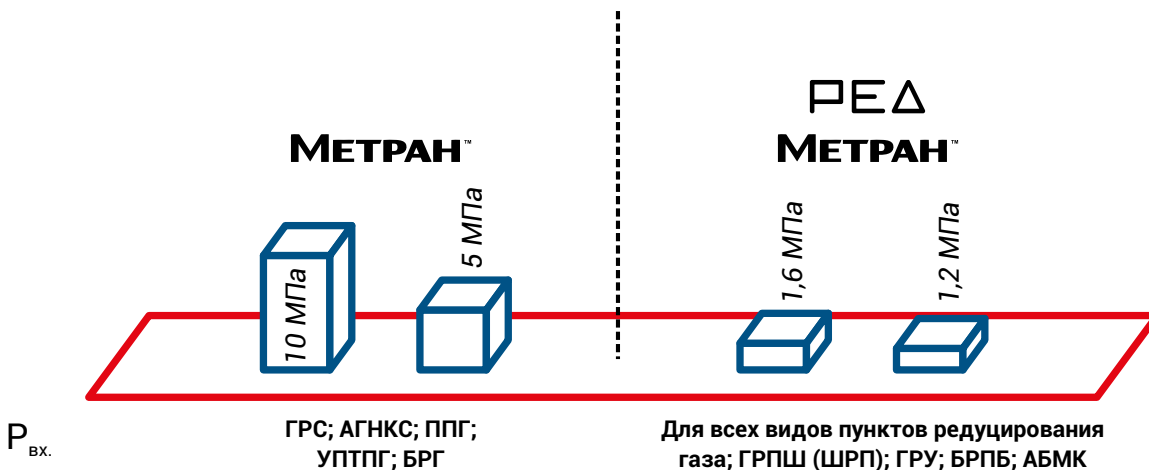 РЕД
МЕТРАН™
МЕТРАН™
10 МПа
5 МПа
1,6 МПа
1,2 МПа
Pвх.
ГРС; АГНКС; ППГ;
УПТПГ; БРГ
Для всех видов пунктов редуцирования
газа; ГРПШ (ШРП); ГРУ; БРПБ; АБМК